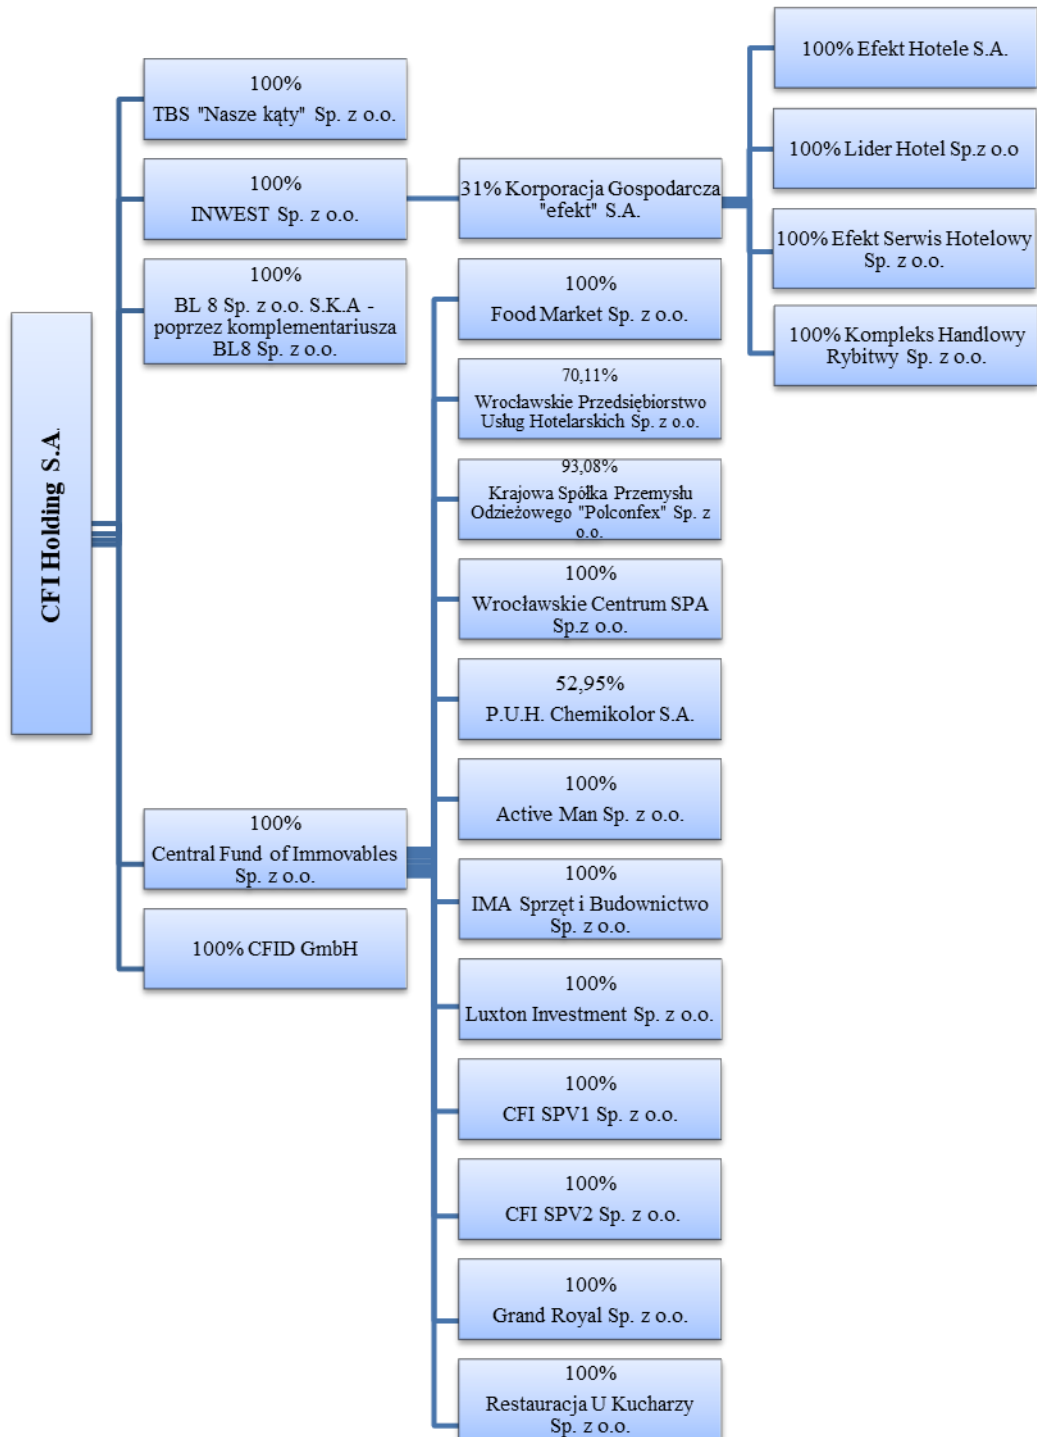 CFI Holding S.A.
100%
TBS "Nasze kąty" Sp. z o.o.
100%
INWEST Sp. z o.o.
100%
BL 8 Sp. z o.o. S.K.A -
poprzez komplementariusza
BL8 Sp. z o.o.
100%
Central Fund of Immovables
Sp. z o.o.
100% CFID GmbH
31% Korporacja Gospodarcza
"efekt" S.A.
100%
Food Market Sp. z o.o.
70,11%
Wrocławskie Przedsiębiorstwo
Usług Hotelarskich Sp. z o.o.
93,08%
Krajowa Spółka Przemysłu
Odzieżowego "Polconfex" Sp. z
o.o.
100%
Wrocławskie Centrum SPA
Sp.z o.o.
52,95%
P.U.H. Chemikolor S.A.
100%
Active Man Sp. z o.o.
100%
IMA Sprzęt i Budownictwo
Sp. z o.o.
100%
Luxton Investment Sp. z o.o.
100%
CFI SPV1 Sp. z o.o.
100%
CFI SPV2 Sp. z o.o.
100%
Grand Royal Sp. z o.o.
100%
Restauracja U Kucharzy
Sp. z o.o.
100% Efekt Hotele S.A.
100% Lider Hotel Sp.z o.o
100% Efekt Serwis Hotelowy
Sp. z o.o.
100% Kompleks Handlowy
Rybitwy Sp. z o.o.